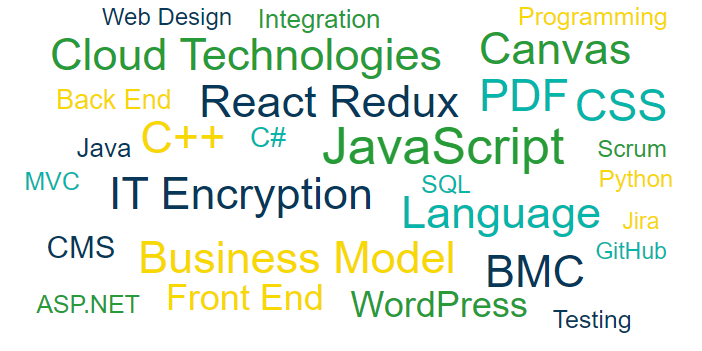 Web Design Integration Programming
Cloud Technologies Canvas
Back End React Redux PDF CSS
Java C++ C# JavaScript Scrum
MVC IT Encryption SQL Python
Language Jira
CMS Business Model BMC GitHub
ASP.NET Front End WordPress Testing